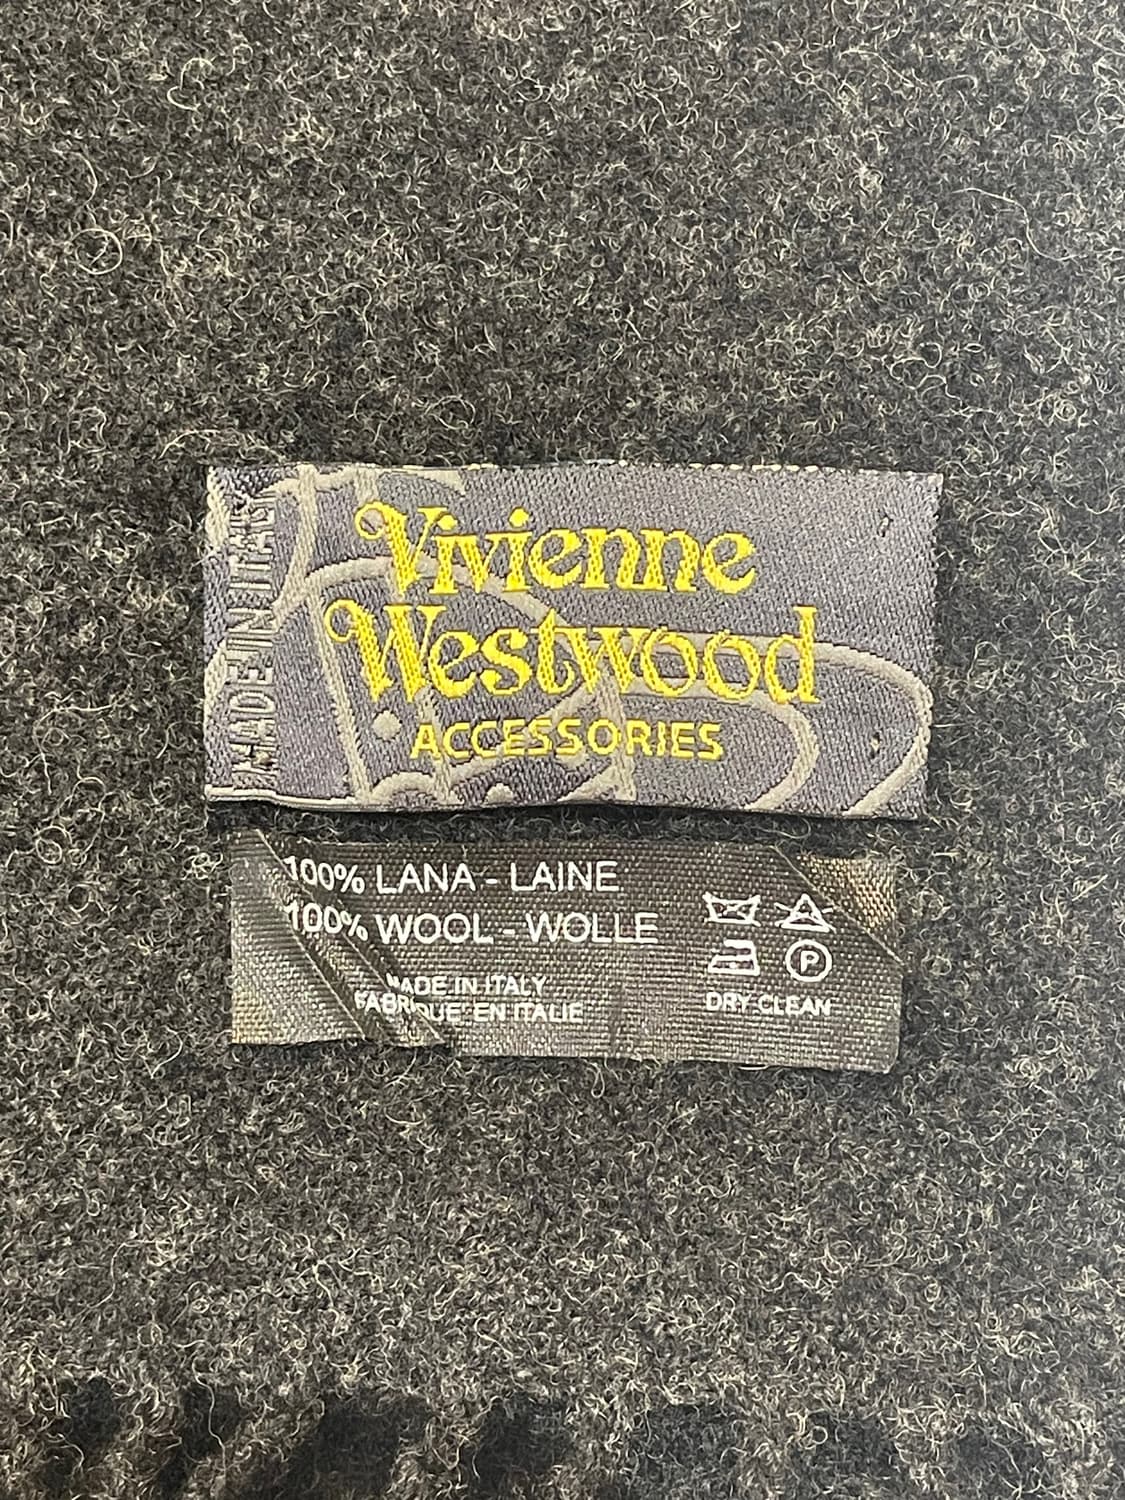 Vivienne
Westwood
ACCESSORIES
MADE IN ITALY
100% LANA - LAINE
100% WOOL - WOLLE
MADE IN ITALY
FABRIQUE' EN ITALIE
P
DRY CLEAN